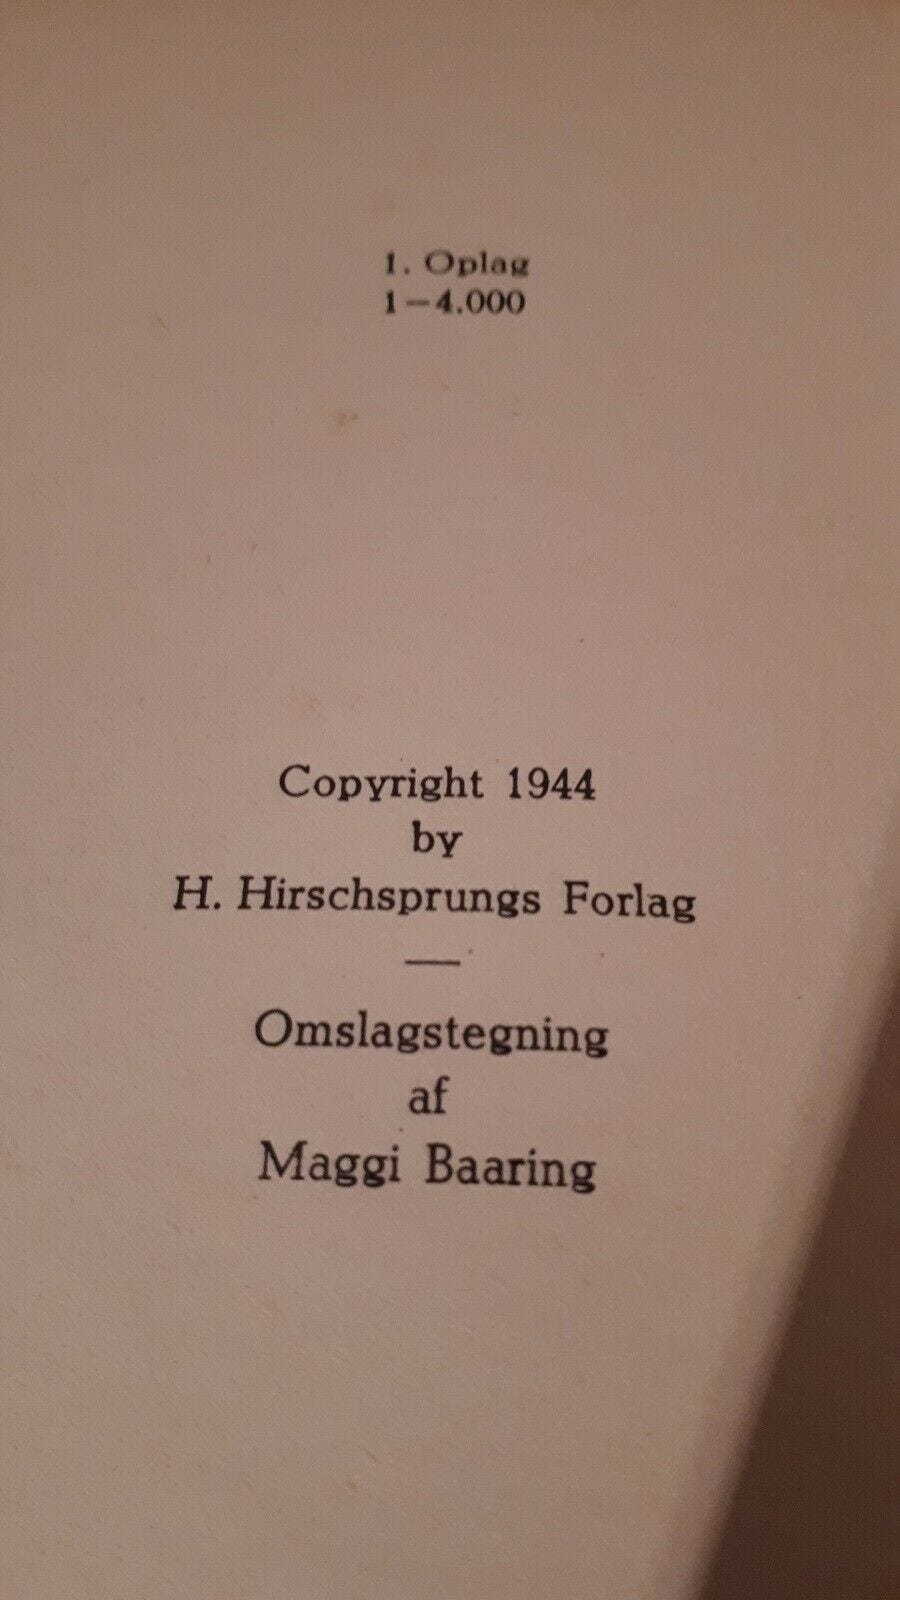 1. Oplag
1–4.000
Copyright 1944
by
H. Hirschsprungs Forlag
—
Omslagstegning
af
Maggi Baaring